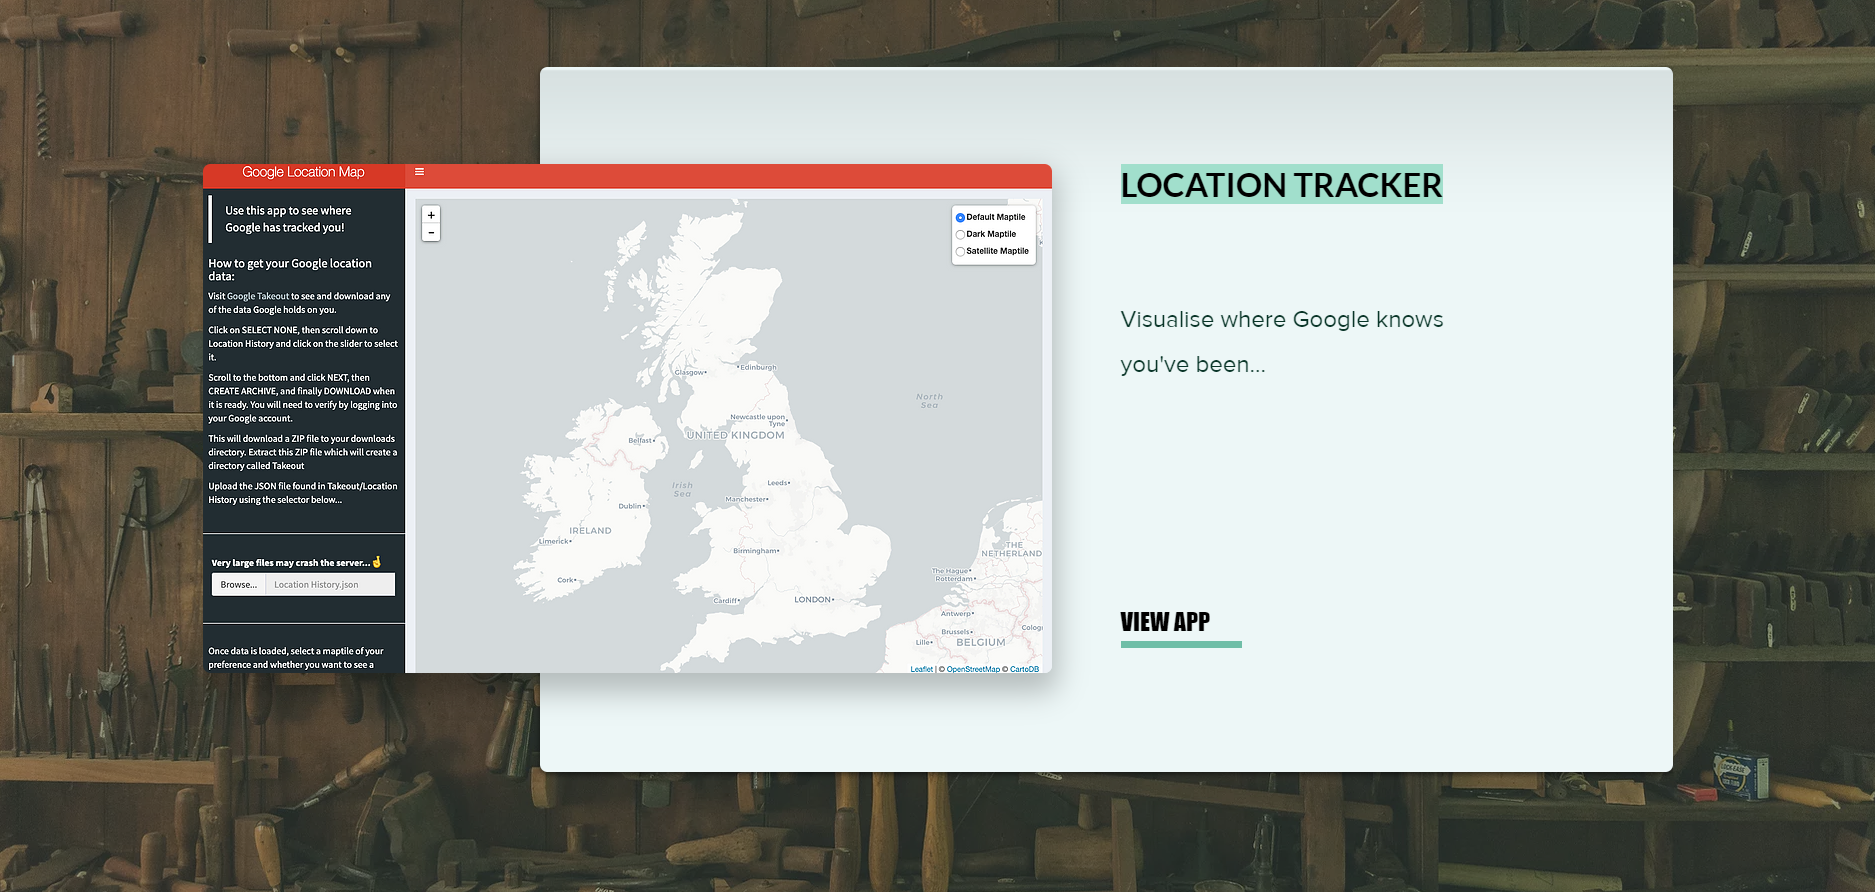 Google Location Map
Use this app to see where
Google has tracked you!
How to get your Google location
data:
Visit Google Takeout to see and download any
of the data Google holds on you.
Click on SELECT NONE, then scroll down to
Location History and click on the slider to select
it.
Scroll to the bottom and click NEXT, then
CREATE ARCHIVE, and finally DOWNLOAD when
it is ready. You will need to verify by logging into
your Google account.
This will download a ZIP file to your downloads
directory. Extract this ZIP file which will create a
directory called Takeout
Upload the JSON file found in Takeout/Location
History using the selector below...
Very large files may crash the server...🤞
Browse... Location History.json
Once data is loaded, select a maptile of your
preference and whether you want to see a
+
−
Default Maptile
Dark Maptile
Satellite Maptile
Glasgow
Edinburgh
North
Sea
Newcastle upon
Tyne
UNITED KINGDOM
Belfast
Irish
Sea
Leeds
Manchester
Dublin
IRELAND
Limerick
Birmingham
THE
NETHERLAND
The Hague
Rotterdam
Cork
Cardiff
LONDON
Antwerp
Brussels
Colog
Lille
BELGIUM
Leaflet | © OpenStreetMap © CartoDB
LOCATION TRACKER
Visualise where Google knows
you've been...
VIEW APP